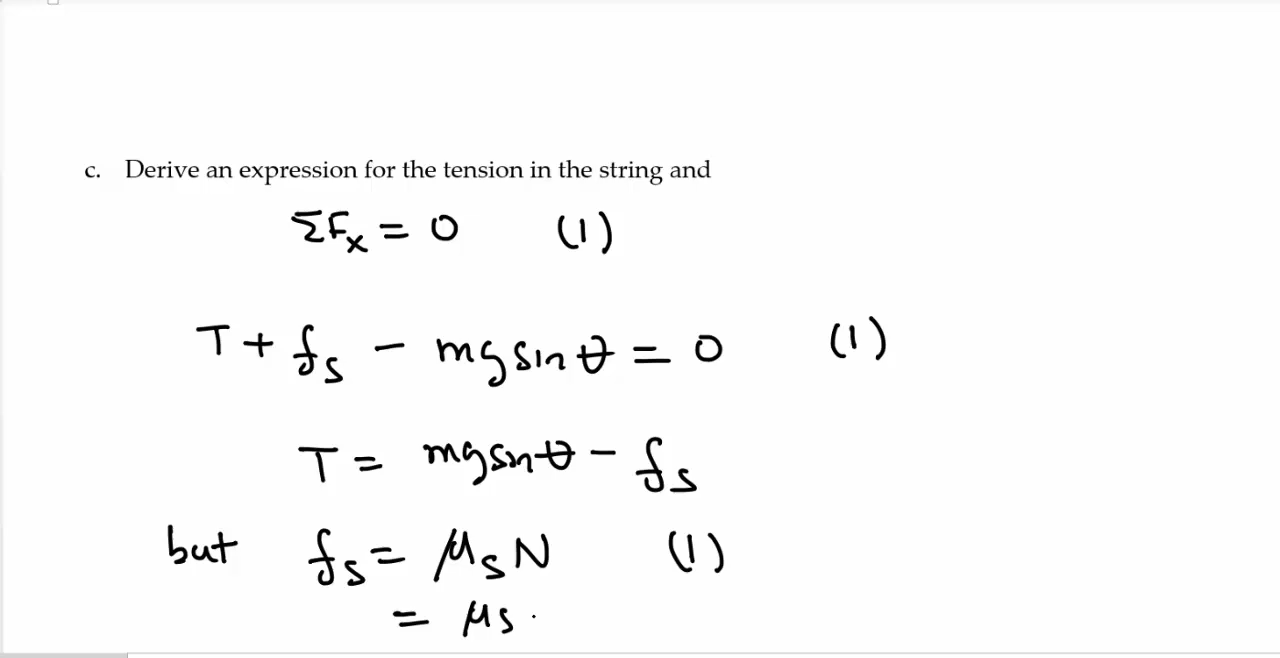 c. Derive an expression for the tension in the string and
ΣFx = 0 (1)
T + fs - mg sin θ = 0 (1)
T = mg sin θ - fs
but fs = μs N (1)
= μs